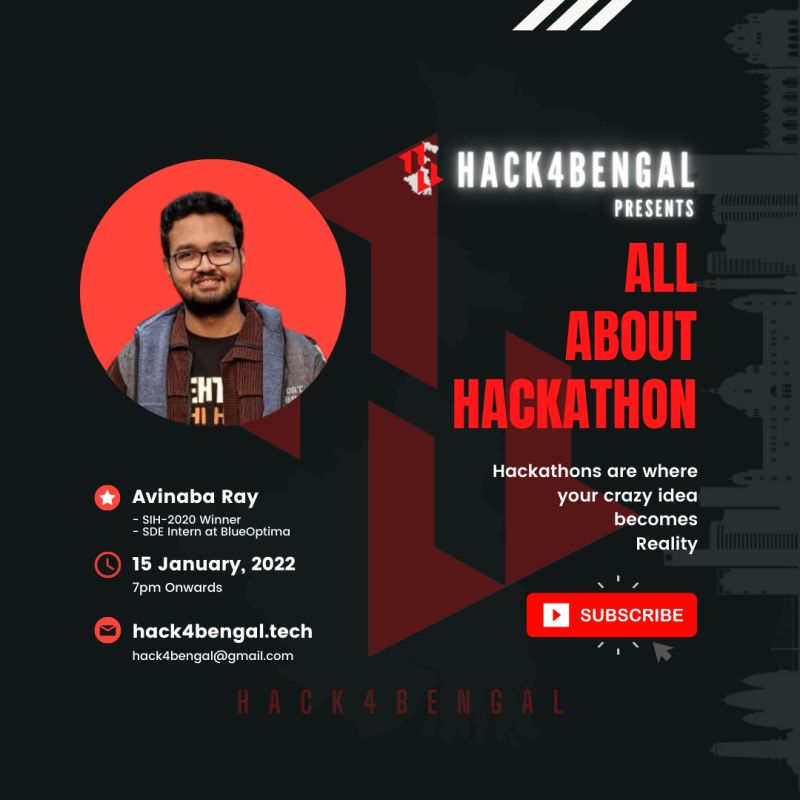 HACK4BENGAL
PRESENTS
ALL
ABOUT
HACKATHON
Hackathons are where
your crazy idea
becomes
Reality
SUBSCRIBE
Avinaba Ray
- SIH-2020 Winner
- SDE Intern at BlueOptima
15 January, 2022
7pm Onwards
hack4bengal.tech
hack4bengal@gmail.com
HACK4BENGAL